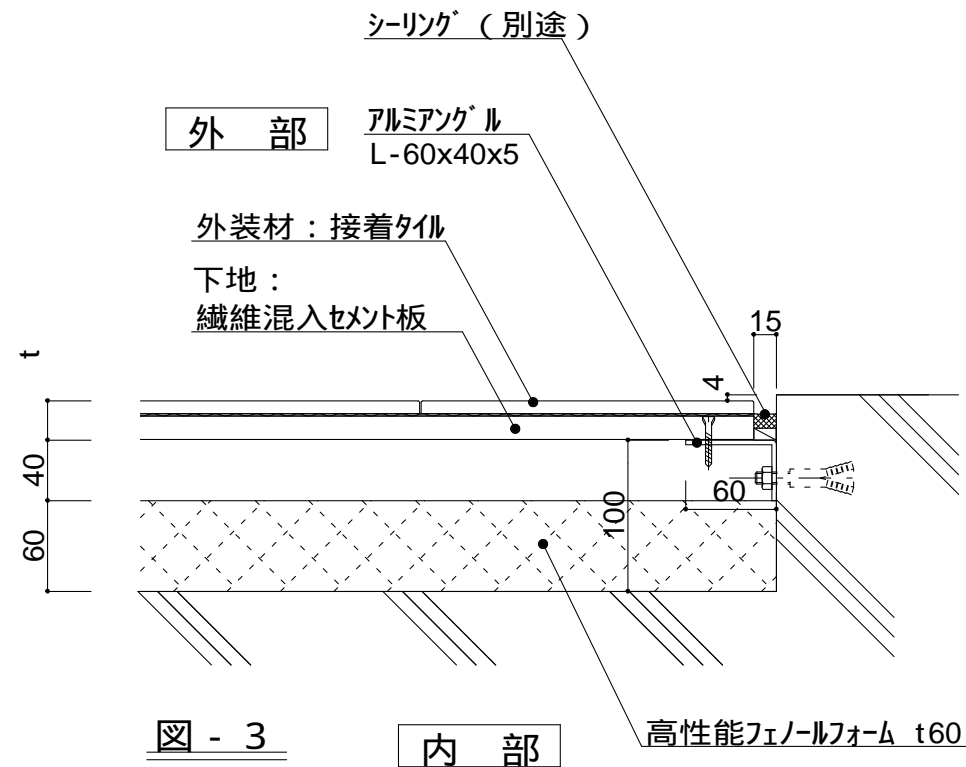 シーリング（別途）
外 部
アルミアングル
L-60x40x5
外装材：接着タイル
下地：
繊維混入セメント板
15
t
4
40
60
100
60
図 - 3
内 部
高性能フェノールフォーム t60